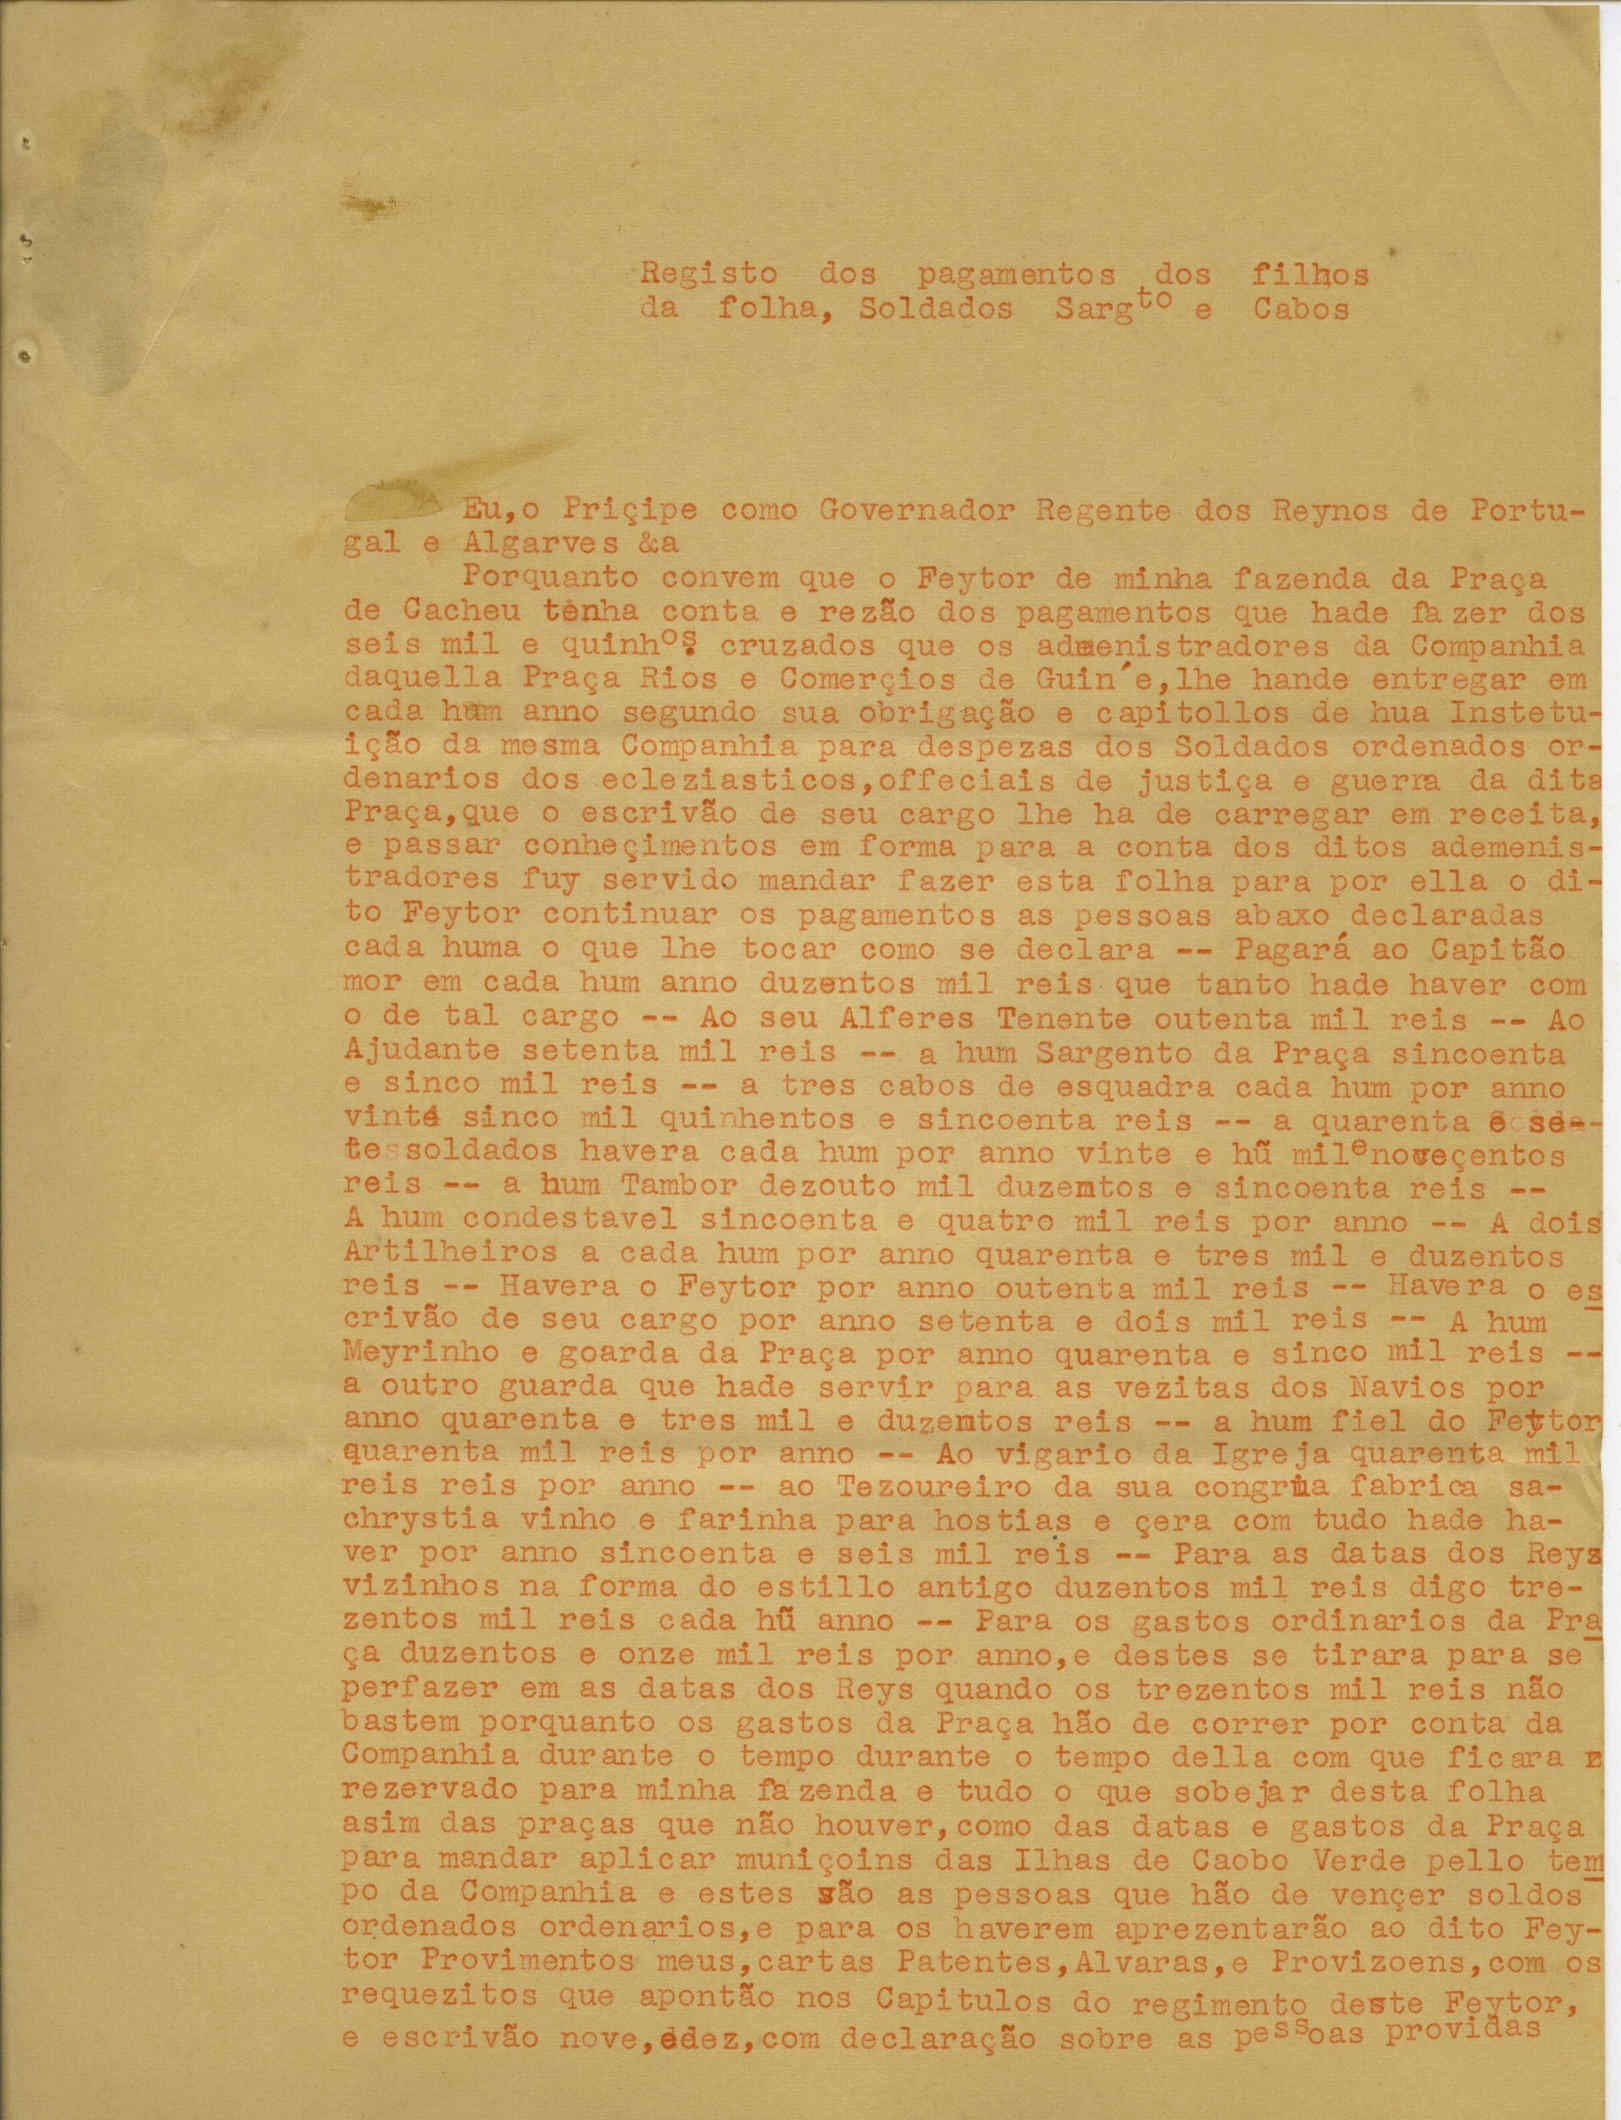 Registo dos pagamentos dos filhos
da folha, Soldados Sargto e Cabos
Eu,o Priçipe como Governador Regente dos Reynos de Portu-
gal e Algarves &a
Porquanto convem que o Feytor de minha fazenda da Praça
de Cacheu tenha conta e rezão dos pagamentos que hade fazer dos
seis mil e quinhos. cruzados que os admenistradores da Companhia
daquella Praça Rios e Comerçios de Guin´e,lhe hande entregar em
cada hum anno segundo sua obrigação e capitollos de hua Instetu-
ição da mesma Companhia para despezas dos Soldados ordenados or-
denarios dos ecleziasticos,offeciais de justiça e guerra da dita
Praça,que o escrivão de seu cargo lhe ha de carregar em receita,
e passar conheçimentos em forma para a conta dos ditos ademenis-
tradores fuy servido mandar fazer esta folha para por ella o di-
to Feytor continuar os pagamentos as pessoas abaxo declaradas
cada huma o que lhe tocar como se declara -- Pagará ao Capitão
mor em cada hum anno duzentos mil reis que tanto hade haver com
o de tal cargo -- Ao seu Alferes Tenente outenta mil reis -- Ao
Ajudante setenta mil reis -- a hum Sargento da Praça sincoenta
e sinco mil reis -- a tres cabos de esquadra cada hum por anno
vinte sinco mil quinhentos e sincoenta reis -- a quarenta e se--
te soldados havera cada hum por anno vinte e hũ mil e noveçentos
reis -- a hum Tambor dezouto mil duzentos e sincoenta reis --
A hum condestavel sincoenta e quatro mil reis por anno -- A dois
Artilheiros a cada hum por anno quarenta e tres mil e duzentos
reis -- Havera o Feytor por anno outenta mil reis -- Havera o es
crivão de seu cargo por anno setenta e dois mil reis -- A hum
Meyrinho e goarda da Praça por anno quarenta e sinco mil reis --
a outro guarda que hade servir para as vezitas dos Navios por
anno quarenta e tres mil e duzentos reis -- a hum fiel do Feytor
quarenta mil reis por anno -- Ao vigario da Igreja quarenta mil
reis reis por anno -- ao Tezoureiro da sua congrua fabrica sa-
chrystia vinho e farinha para hostias e çera com tudo hade ha-
ver por anno sincoenta e seis mil reis -- Para as datas dos Reys
vizinhos na forma do estillo antigo duzentos mil reis digo tre-
zentos mil reis cada hũ anno -- Para os gastos ordinarios da Pra
ça duzentos e onze mil reis por anno,e destes se tirara para se
perfazer em as datas dos Reys quando os trezentos mil reis não
bastem porquanto os gastos da Praça hão de correr por conta da
Companhia durante o tempo durante o tempo della com que ficara
rezervado para minha fazenda e tudo o que sobejar desta folha
asim das praças que não houver,como das datas e gastos da Praça
para mandar aplicar muniçoins das Ilhas de Caobo Verde pello tem
po da Companhia e estes são as pessoas que hão de vençer soldos
ordenados ordenarios,e para os haverem aprezentarão ao dito Fey-
tor Provimentos meus,cartas Patentes,Alvaras,e Provizoens,com os
requezitos que apontão nos Capitulos do regimento deste Feytor,
e escrivão nove,edez,com declaração sobre as pessoas providas